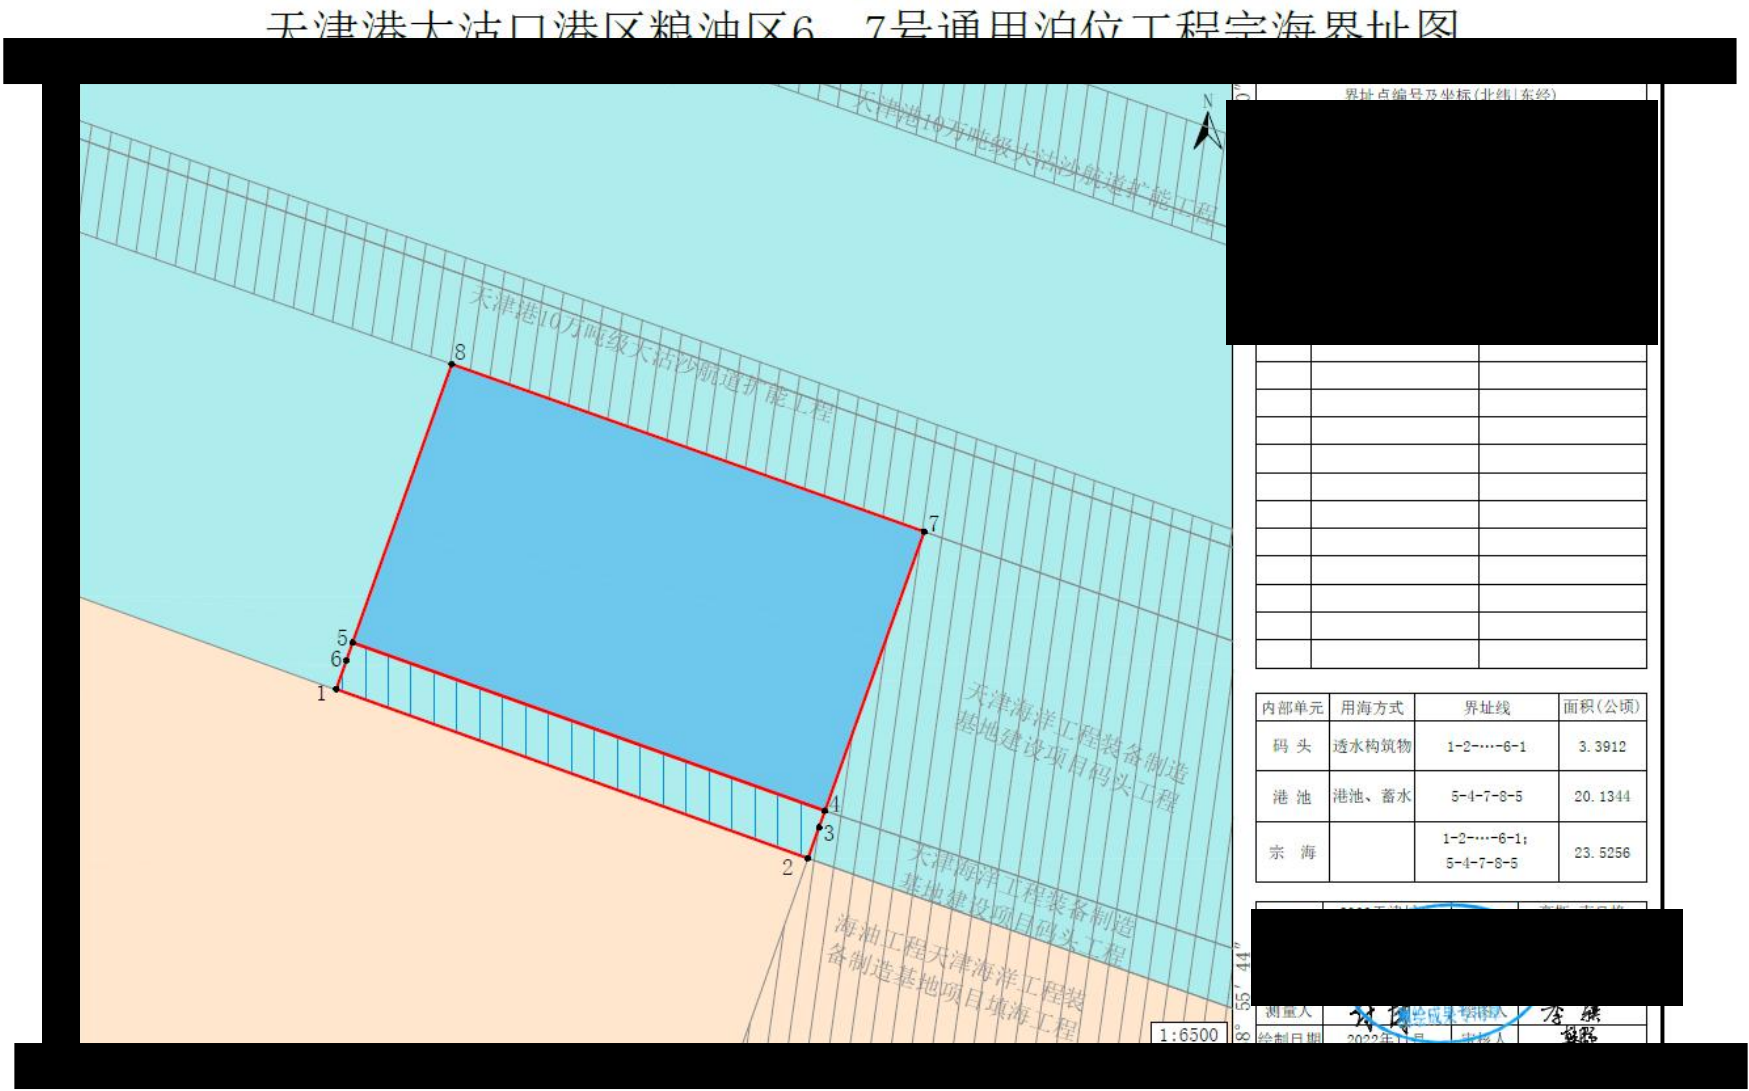 天津港大沽口港区粮油区6、7号通用泊位工程宗海界址图
界址点编号及坐标(北纬|东经)
N
天津港10万吨级大沽沙航道扩能工程
天津港10万吨级大沽沙航道扩能工程
8
7
5
6
1
4
3
2
天津海洋工程装备制造
基地建设项目码头工程
天津海洋工程装备制造
基地建设项目码头工程
海油工程天津海洋工程装
备制造基地项目填海工程
1:6500
内部单元 用海方式 界址线 面积(公顷)
码 头 透水构筑物 1-2-…-6-1 3.3912
港 池 港池、蓄水 5-4-7-8-5 20.1344
宗 海 1-2-…-6-1; 5-4-7-8-5 23.5256
55′ 44″
测量人
绘制日期 2022年 审核人